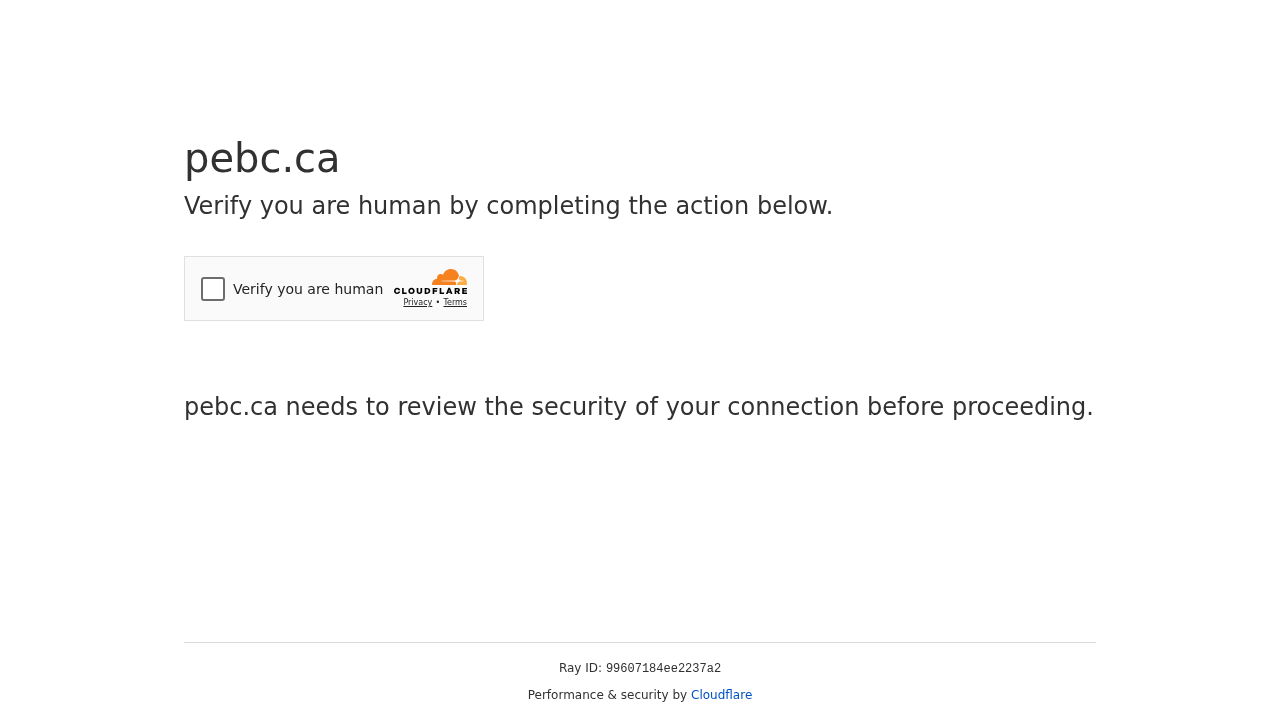 pebc.ca
Verify you are human by completing the action below.
Verify you are human
CLOUDFLARE
Privacy • Terms
pebc.ca needs to review the security of your connection before proceeding.
Ray ID: 99607184ee2237a2
Performance & security by Cloudflare